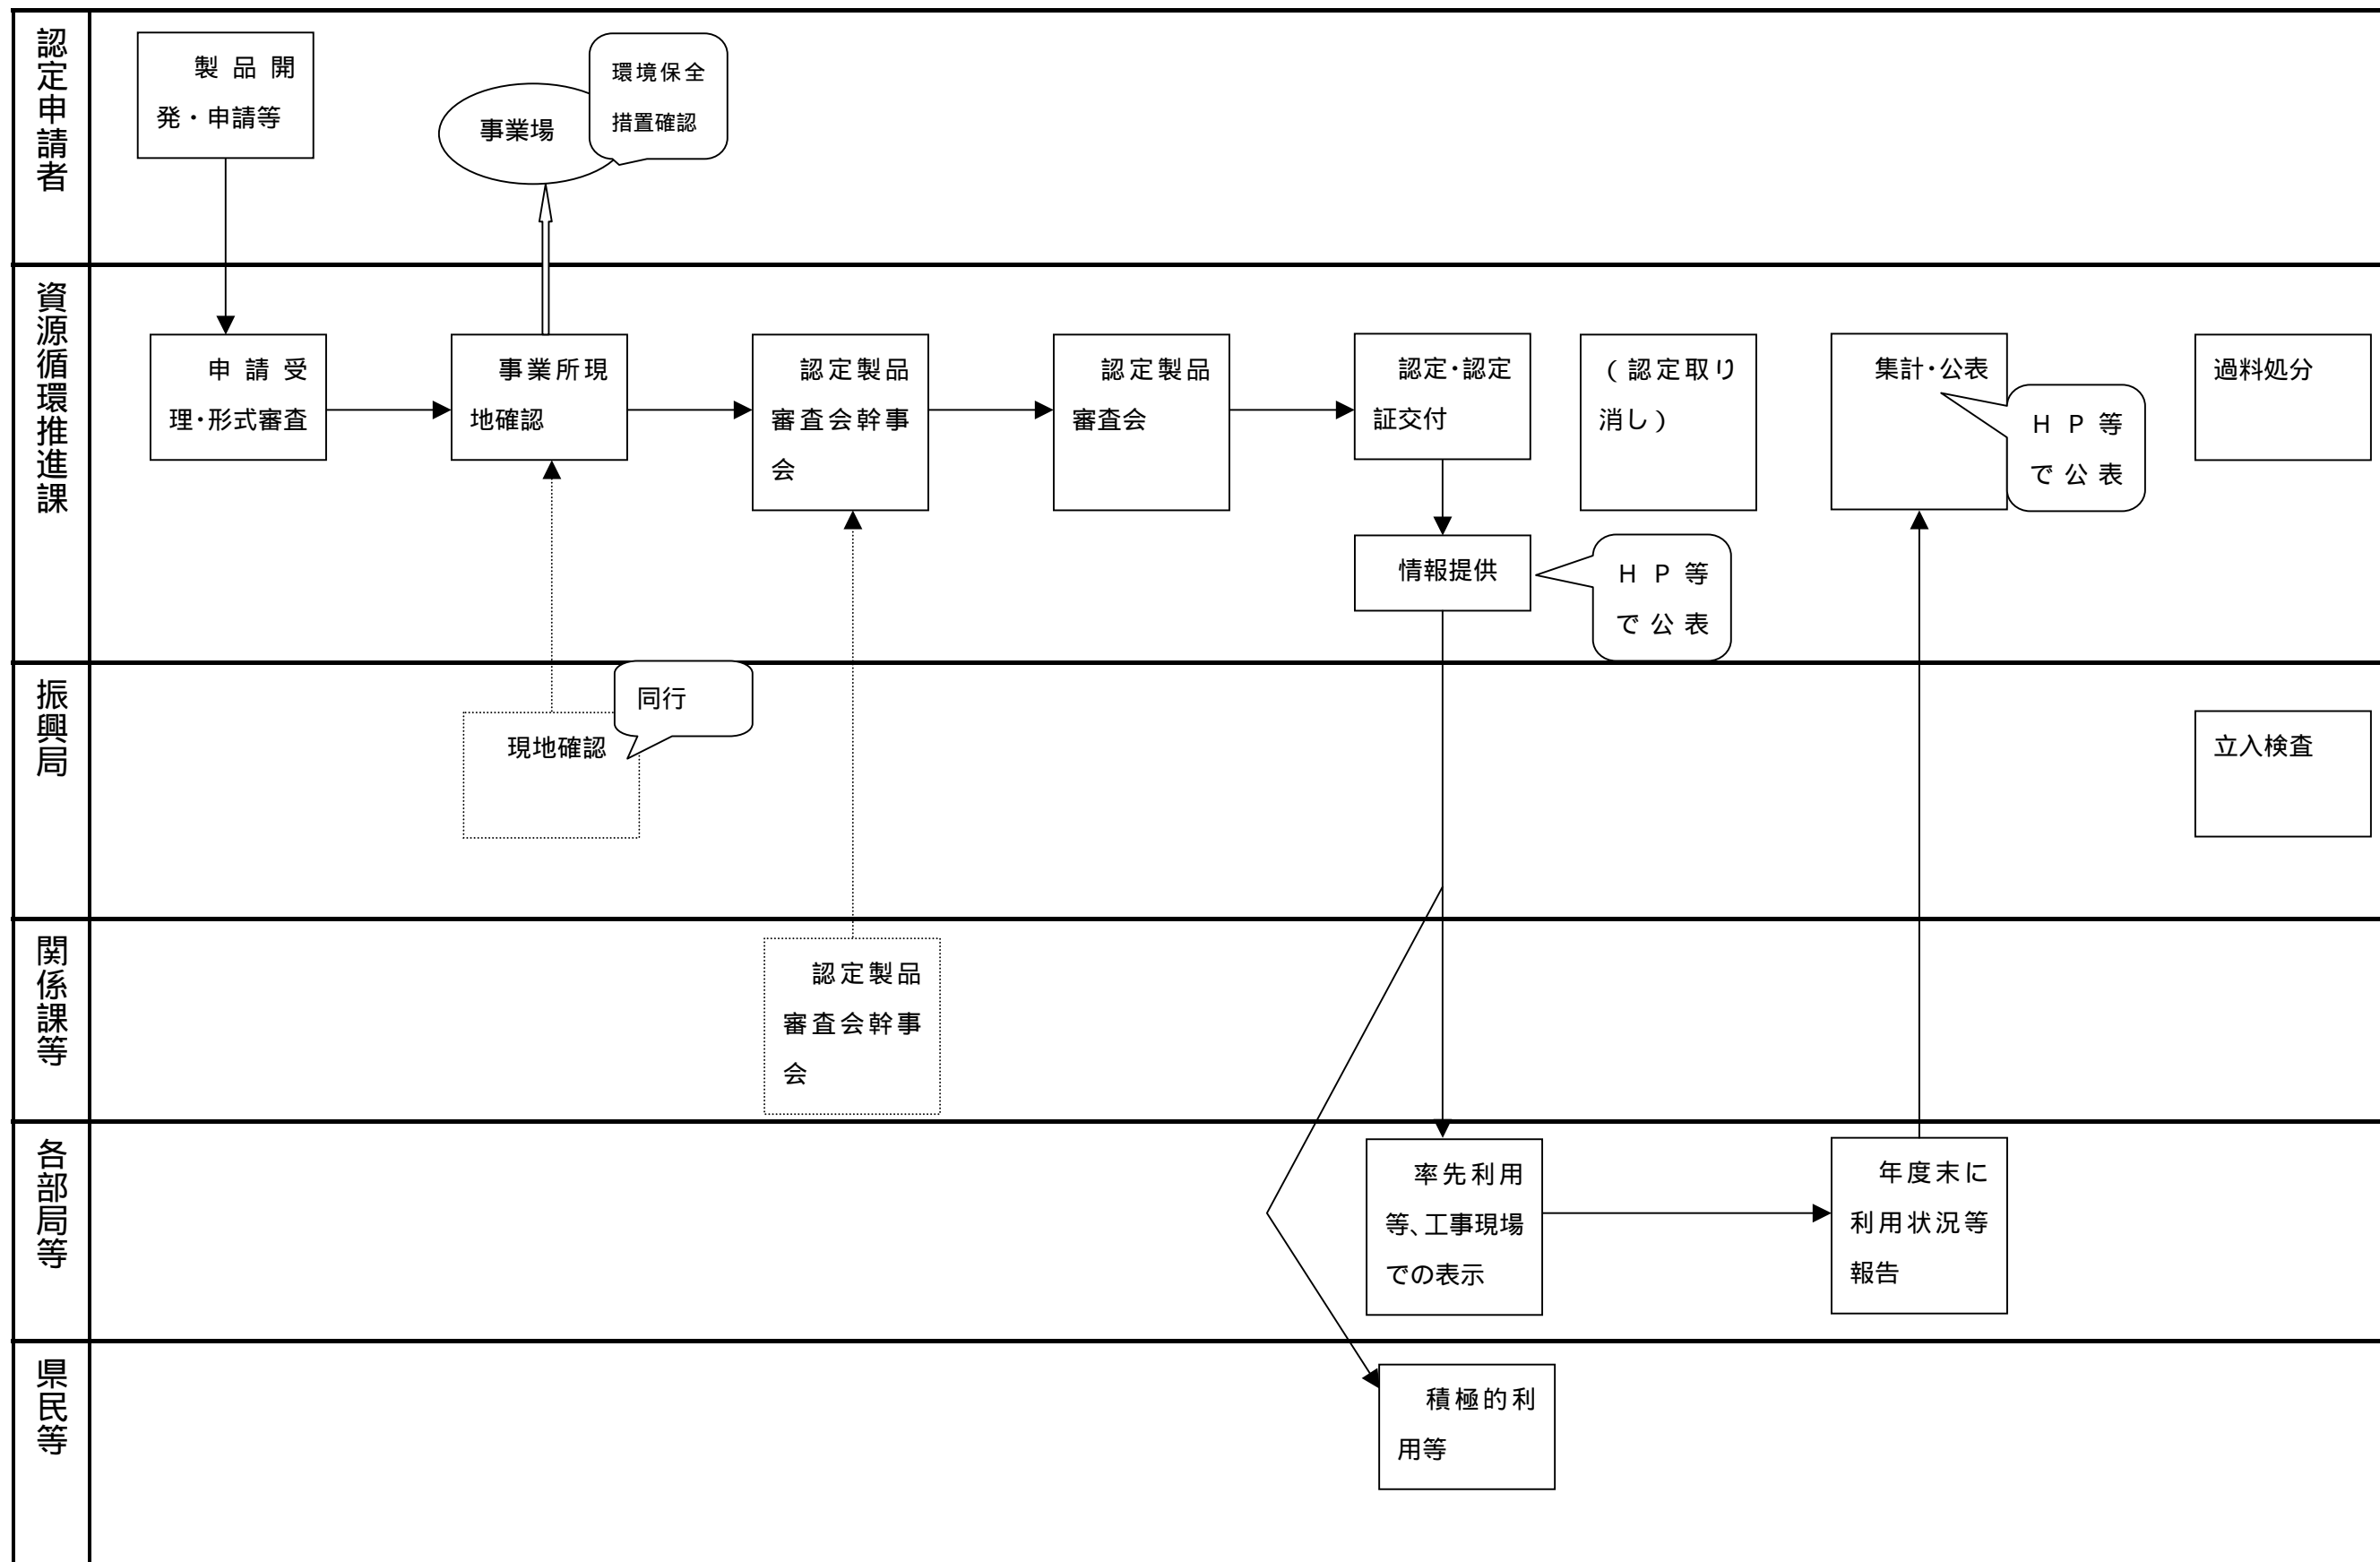 認定申請者
製品開
発・申請等
事業場
環境保全
措置確認
資源循環推進課
申請受
理・形式審査
事業所現
地確認
認定製品
審査会幹事
会
認定製品
審査会
認定・認定
証交付
（認定取り
消し）
集計・公表
ＨＰ等
で公表
過料処分
情報提供
ＨＰ等
で公表
振興局
現地確認
同行
立入検査
関係課等
認定製品
審査会幹事
会
各部局等
率先利用
等、工事現場
での表示
年度末に
利用状況等
報告
県民等
積極的利
用等